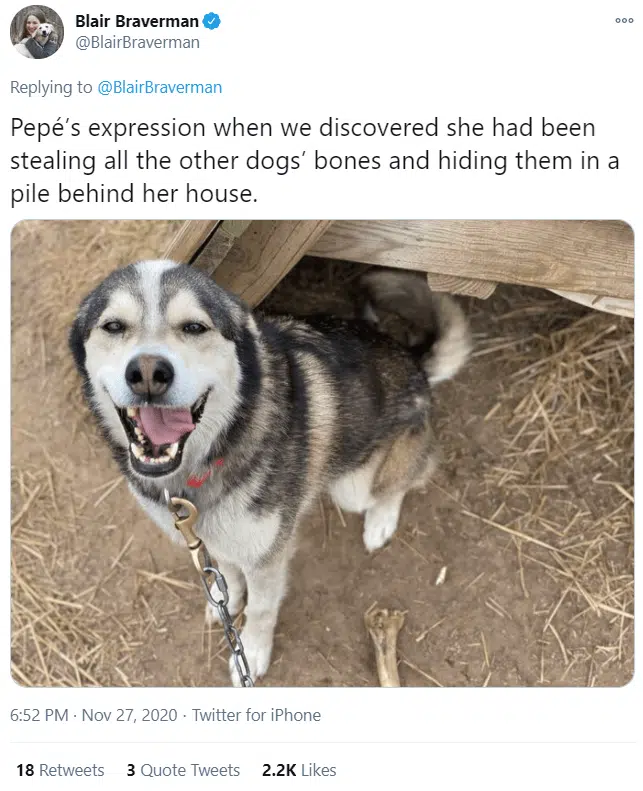 Blair Braverman
@BlairBraverman
Replying to @BlairBraverman
Pepé’s expression when we discovered she had been
stealing all the other dogs’ bones and hiding them in a
pile behind her house.
6:52 PM · Nov 27, 2020 · Twitter for iPhone
18 Retweets 3 Quote Tweets 2.2K Likes